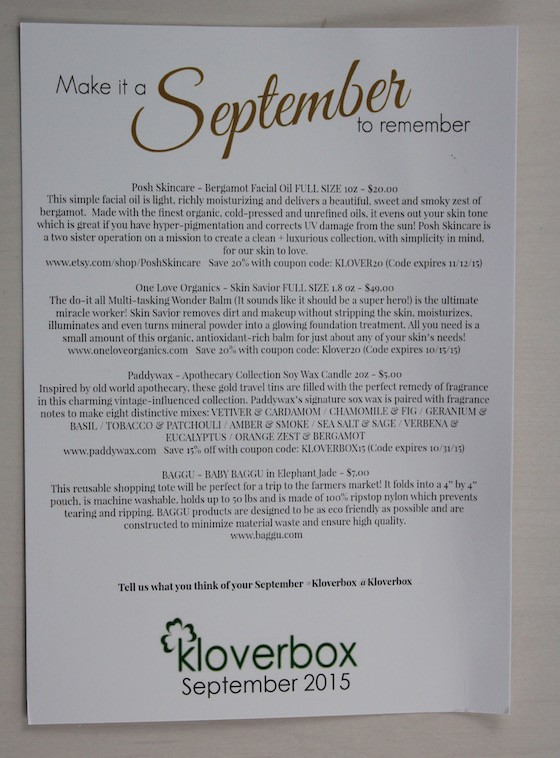 Make it a
September
to remember
Posh Skincare - Bergamot Facial Oil FULL SIZE 1oz - $20.00
This simple facial oil is light, richly moisturizing and delivers a beautiful, sweet and smoky zest of
bergamot. Made with the finest organic, cold-pressed and unrefined oils, it evens out your skin tone
which is great if you have hyper-pigmentation and corrects UV damage from the sun! Posh Skincare is
a two sister operation on a mission to create a clean + luxurious collection, with simplicity in mind,
for our skin to love.
www.etsy.com/shop/PoshSkincare Save 20% with coupon code: KLOVER20 (Code expires 11/12/15)
One Love Organics - Skin Savior FULL SIZE 1.8 oz - $49.00
The do-it all Multi-tasking Wonder Balm (It sounds like it should be a super hero!) is the ultimate
miracle worker! Skin Savior removes dirt and makeup without stripping the skin, moisturizes,
illuminates and even turns mineral powder into a glowing foundation treatment. All you need is a
small amount of this organic, antioxidant-rich balm for just about any of your skin's needs!
www.oneloveorganics.com Save 20% with coupon code: Klover20 (Code expires 10/15/15)
Paddywax - Apothecary Collection Soy Wax Candle 2oz - $5.00
Inspired by old world apothecary, these gold travel tins are filled with the perfect remedy of fragrance
in this charming vintage-influenced collection. Paddywax's signature sox wax is paired with fragrance
notes to make eight distinctive mixes: VETIVER & CARDAMOM / CHAMOMILE & FIG / GERANIUM &
BASIL / TOBACCO & PATCHOULI / AMBER & SMOKE / SEA SALT & SAGE / VERBENA &
EUCALYPTUS / ORANGE ZEST & BERGAMOT
www.paddywax.com Save 15% off with coupon code: KLOVERBOX15 (Code expires 10/31/15)
BAGGU - BABY BAGGU in Elephant Jade - $7.00
This reusable shopping tote will be perfect for a trip to the farmers market! It folds into a 4" by 4"
pouch, is machine washable, holds up to 50 lbs and is made of 100% ripstop nylon which prevents
tearing and ripping. BAGGU products are designed to be as eco friendly as possible and are
constructed to minimize material waste and ensure high quality.
www.baggu.com
Tell us what you think of your September #Kloverbox @Kloverbox
kloverbox
September 2015